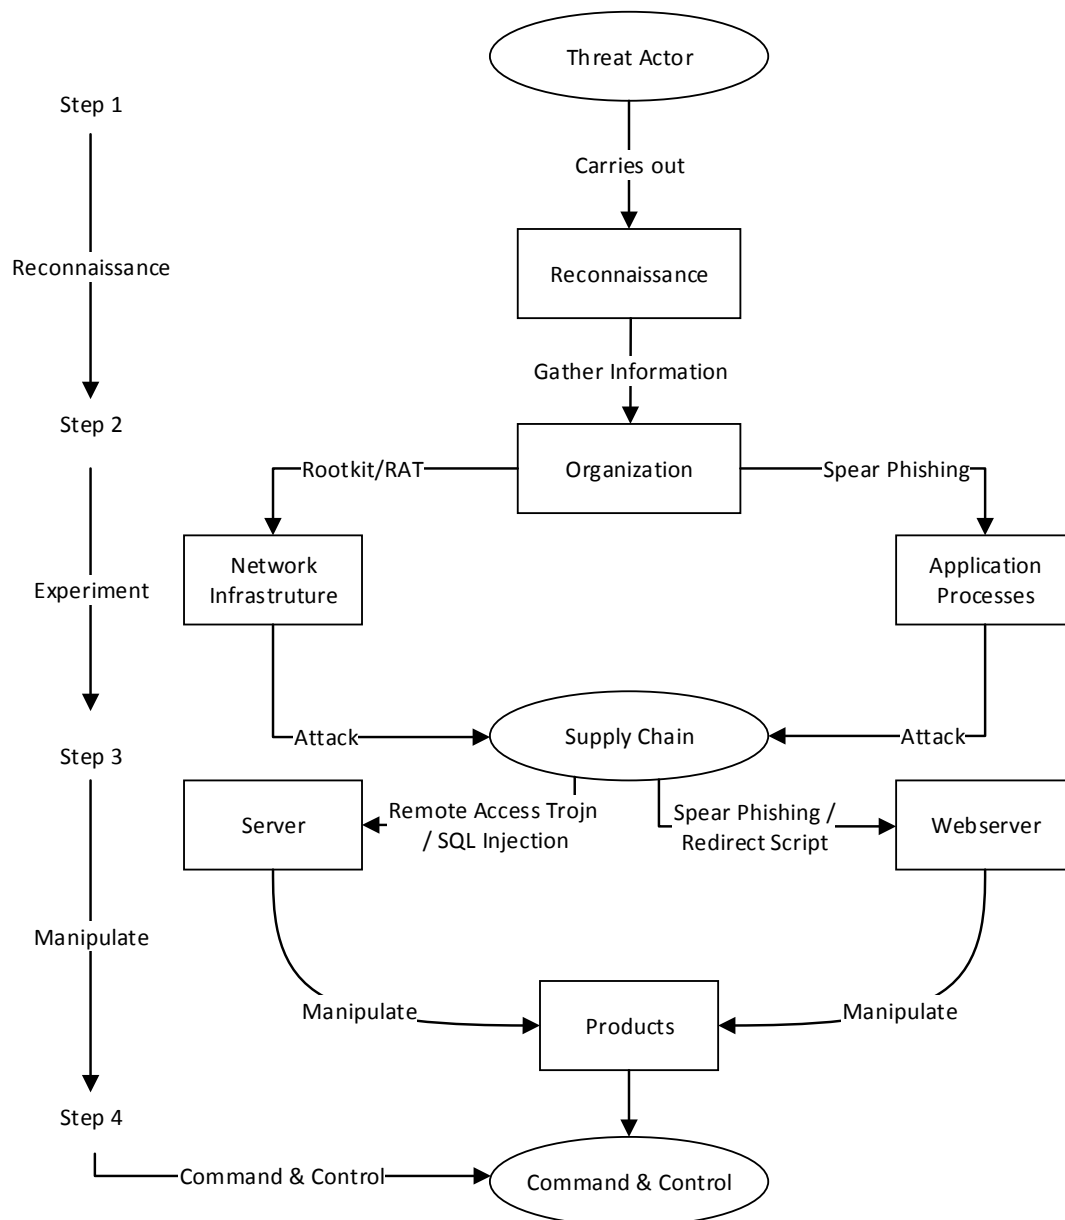 Threat Actor
Step 1
Carries out
Reconnaissance
Reconnaissance
Gather Information
Step 2
Rootkit/RAT
Organization
Spear Phishing
Network
Infrastruture
Application
Processes
Experiment
Attack
Supply Chain
Attack
Step 3
Server
Remote Access Trojn
/ SQL Injection
Spear Phishing /
Redirect Script
Webserver
Manipulate
Manipulate
Products
Manipulate
Step 4
Command & Control
Command & Control